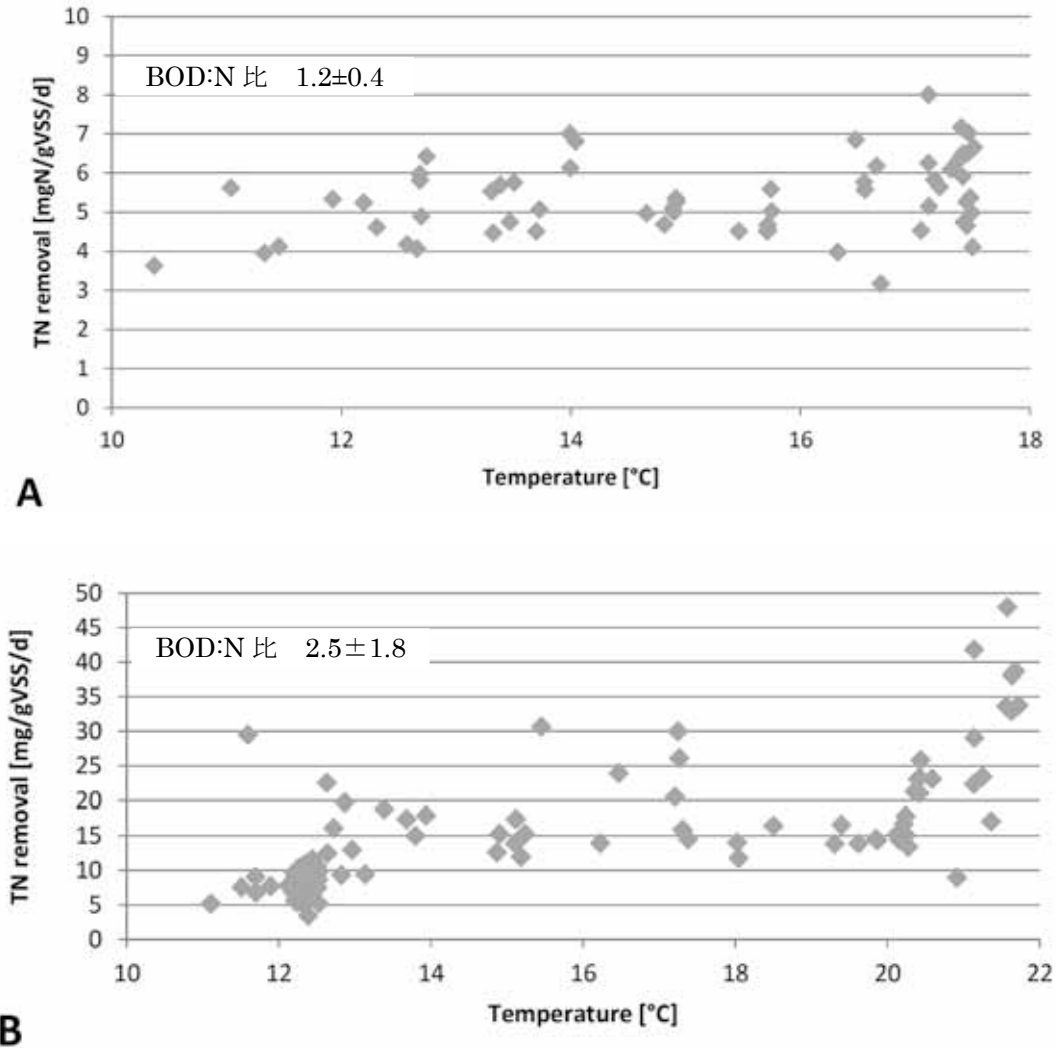 10
9
8
7
6
5
4
3
2
1
0
TN removal [mgN/gVSS/d]
BOD:N 比 1.2±0.4
10 12 14 16 18
Temperature [°C]
A
50
45
40
35
30
25
20
15
10
5
0
TN removal [mg/gVSS/d]
BOD:N 比 2.5±1.8
10 12 14 16 18 20 22
Temperature [°C]
B